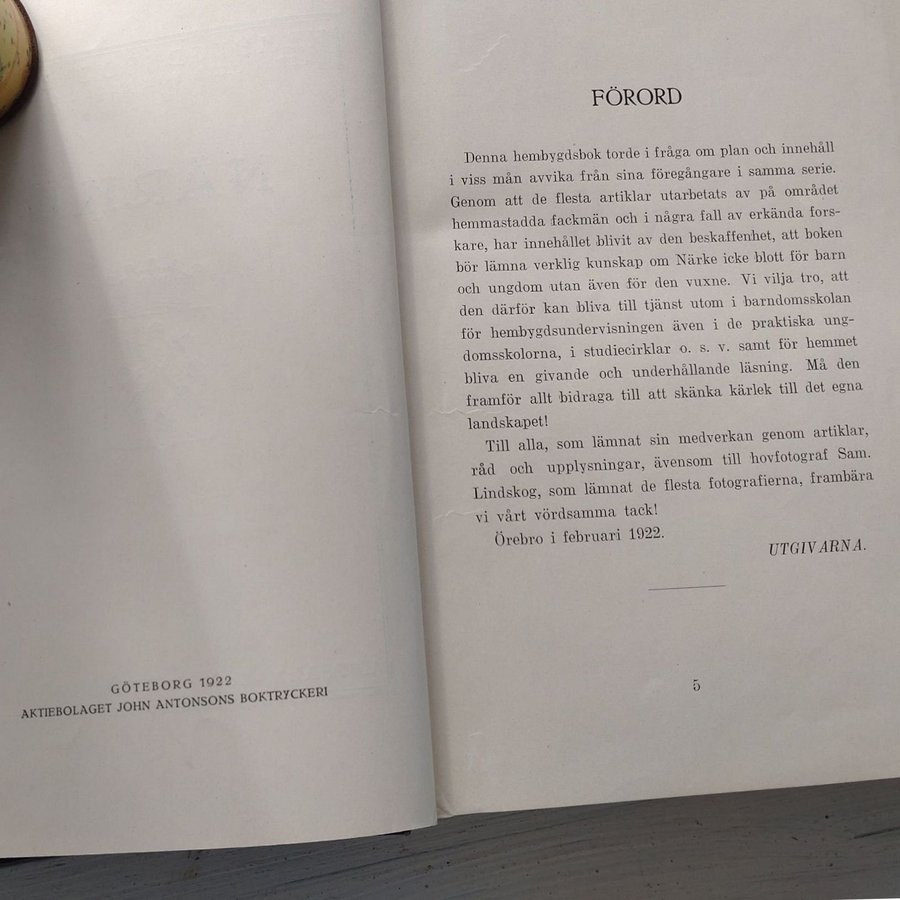 GÖTEBORG 1922
AKTIEBOLAGET JOHN ANTONSONS BOKTRYCKERI
FÖRORD
Denna hembygdsbok torde i fråga om plan och innehåll
i viss mån avvika från sina föregångare i samma serie.
Genom att de flesta artiklar utarbetats av på området
hemmastadda fackmän och i några fall av erkända fors-
kare, har innehållet blivit av den beskaffenhet, att boken
bör lämna verklig kunskap om Närke icke blott för barn
och ungdom utan även för den vuxne. Vi vilja tro, att
den därför kan bliva till tjänst utom i barndomsskolan
för hembygdsundervisningen även i de praktiska ung-
domsskolorna, i studiecirklar o. s. v. samt för hemmet
bliva en givande och underhållande läsning. Må den
framför allt bidraga till att skänka kärlek till det egna
landskapet!
Till alla, som lämnat sin medverkan genom artiklar,
råd och upplysningar, ävensom till hovfotograf Sam.
Lindskog, som lämnat de flesta fotografierna, frambära
vi vårt vördsamma tack!
Örebro i februari 1922.
UTGIVARNA.
5